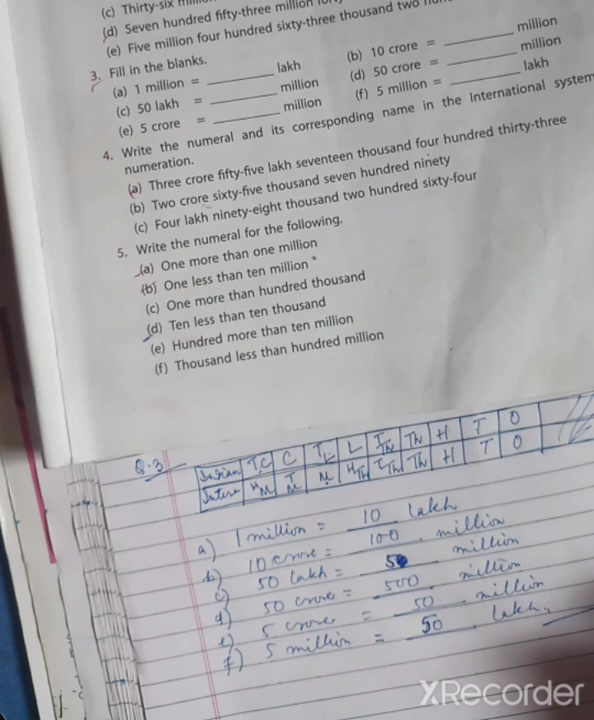 (c) Thirty-six
(d) Seven hundred fifty-three million
(e) Five million four hundred sixty-three thousand two
3. Fill in the blanks.
(a) 1 million = ________ lakh
(b) 10 crore = ________ million
(c) 50 lakh = ________ million
(d) 50 crore = ________ million
(e) 5 crore = ________ million
(f) 5 million = ________ lakh
4. Write the numeral and its corresponding name in the International system
numeration.
(a) Three crore fifty-five lakh seventeen thousand four hundred thirty-three
(b) Two crore sixty-five thousand seven hundred ninety
(c) Four lakh ninety-eight thousand two hundred sixty-four
5. Write the numeral for the following.
(a) One more than one million
(b) One less than ten million
(c) One more than hundred thousand
(d) Ten less than ten thousand
(e) Hundred more than ten million
(f) Thousand less than hundred million
Q.3
Indian TC C TL L TTh Th H T O
Inter HM TM M HTh TTh Th H T O
a) 1 million = 10 lakh
b) 10 crore = 100 million
c) 50 lakh = 5 million
d) 50 crore = 500 million
e) 5 crore = 50 million
f) 5 million = 50 lakh.
XRecorder